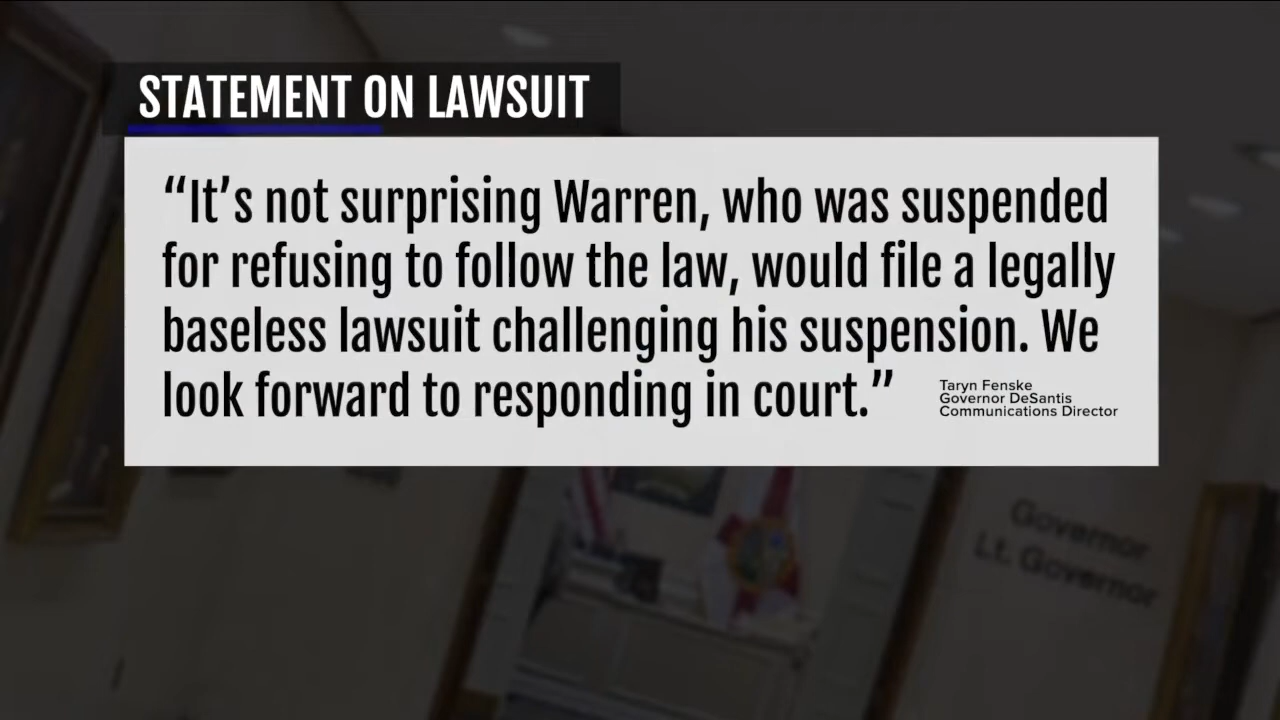 STATEMENT ON LAWSUIT
“It’s not surprising Warren, who was suspended
for refusing to follow the law, would file a legally
baseless lawsuit challenging his suspension. We
look forward to responding in court.”
Taryn Fenske
Governor DeSantis
Communications Director
Governor
Lt. Governor